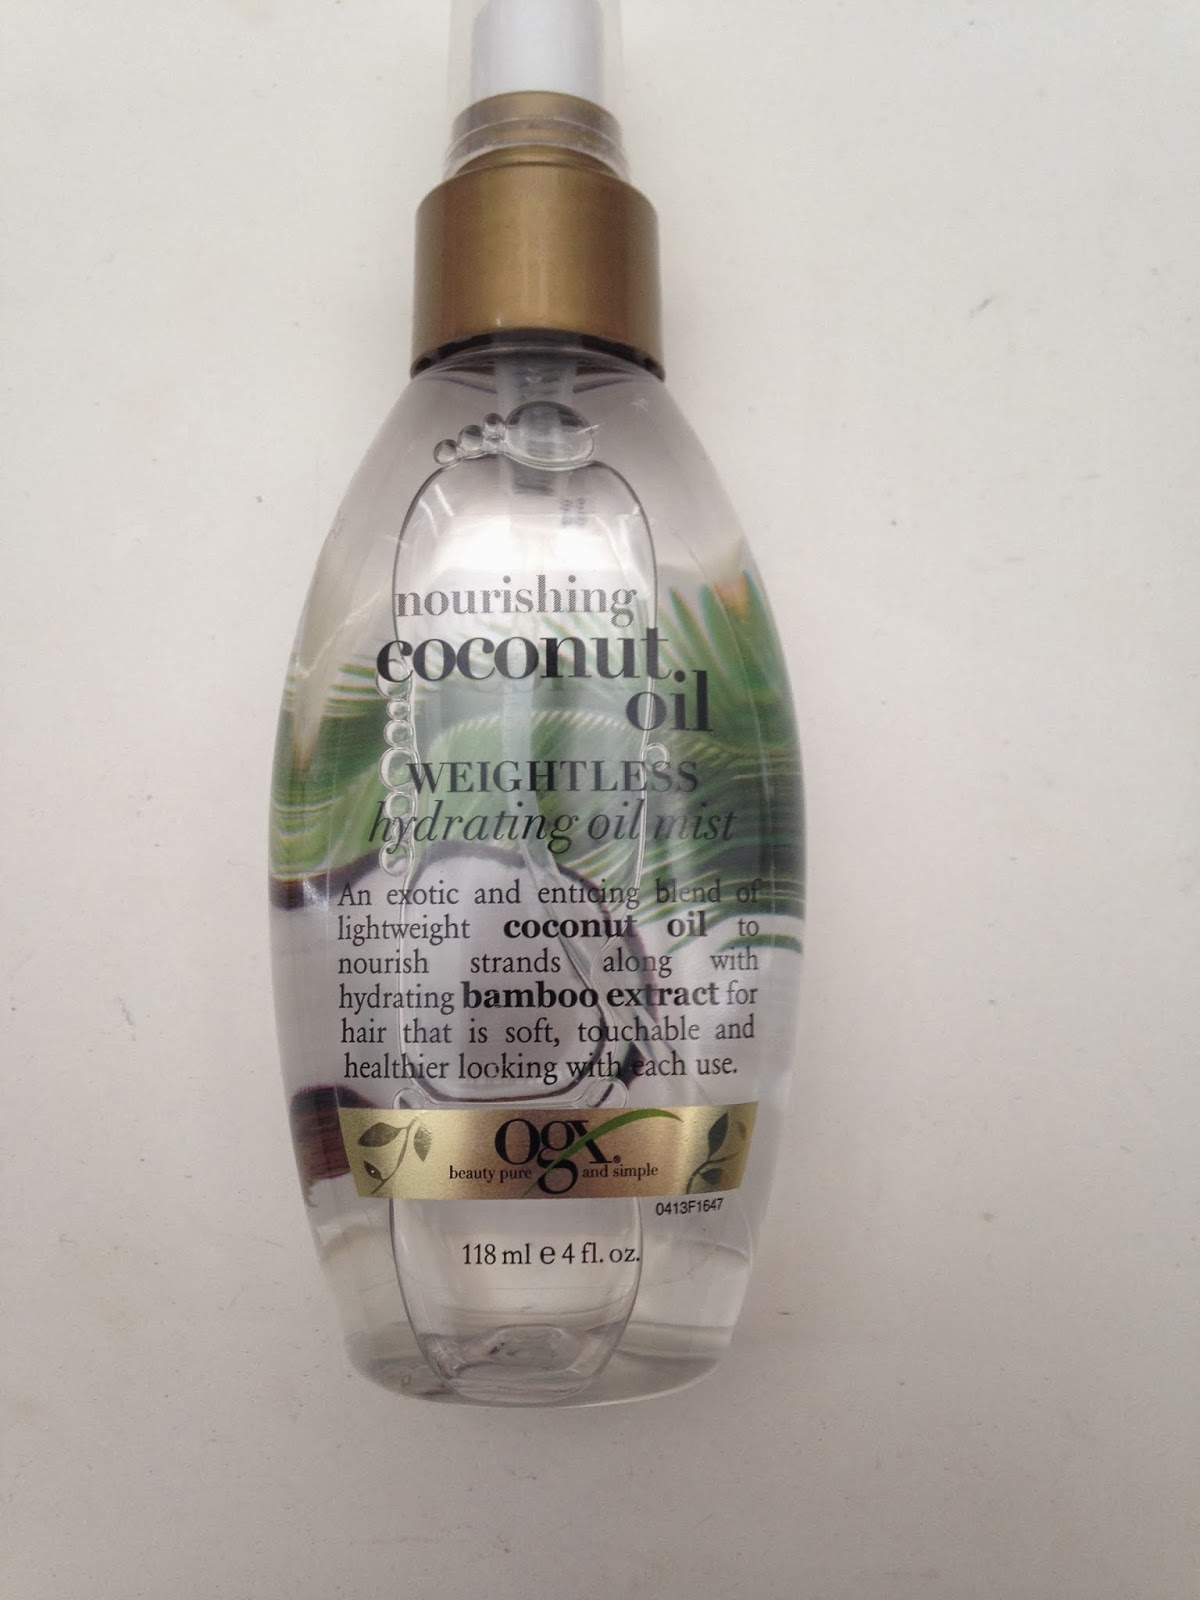 nourishing
coconut
oil
WEIGHTLESS
hydrating oil mist
An exotic and enticing blend of
lightweight coconut oil to
nourish strands along with
hydrating bamboo extract for
hair that is soft, touchable and
healthier looking with each use.
ogx®
beauty pure and simple
0413F1647
118 ml e 4 fl. oz.